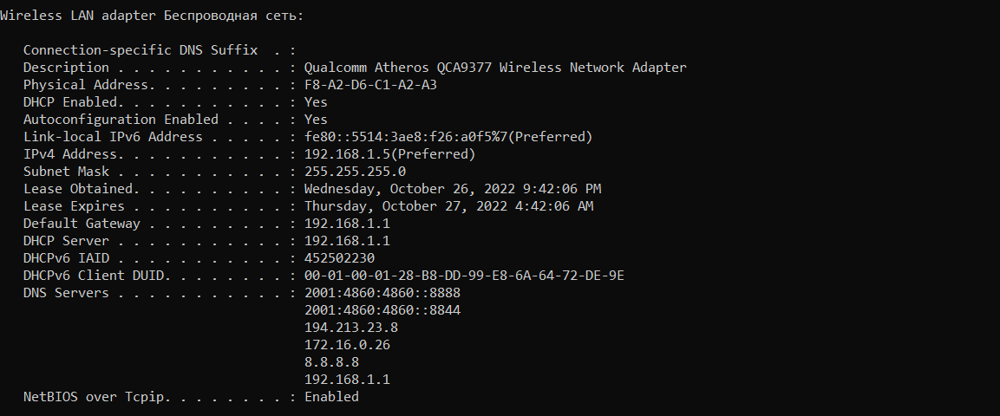 Wireless LAN adapter Беспроводная сеть:
Connection-specific DNS Suffix . :
Description . . . . . . . . . . . : Qualcomm Atheros QCA9377 Wireless Network Adapter
Physical Address. . . . . . . . . : F8-A2-D6-C1-A2-A3
DHCP Enabled. . . . . . . . . . . : Yes
Autoconfiguration Enabled . . . . : Yes
Link-local IPv6 Address . . . . . : fe80::5514:3ae8:f26:a0f5%7(Preferred)
IPv4 Address. . . . . . . . . . . : 192.168.1.5(Preferred)
Subnet Mask . . . . . . . . . . . : 255.255.255.0
Lease Obtained. . . . . . . . . . : Wednesday, October 26, 2022 9:42:06 PM
Lease Expires . . . . . . . . . . : Thursday, October 27, 2022 4:42:06 AM
Default Gateway . . . . . . . . . : 192.168.1.1
DHCP Server . . . . . . . . . . . : 192.168.1.1
DHCPv6 IAID . . . . . . . . . . . : 452502230
DHCPv6 Client DUID. . . . . . . . : 00-01-00-01-28-B8-DD-99-E8-6A-64-72-DE-9E
DNS Servers . . . . . . . . . . . : 2001:4860:4860::8888
2001:4860:4860::8844
194.213.23.8
172.16.0.26
8.8.8.8
192.168.1.1
NetBIOS over Tcpip. . . . . . . . : Enabled